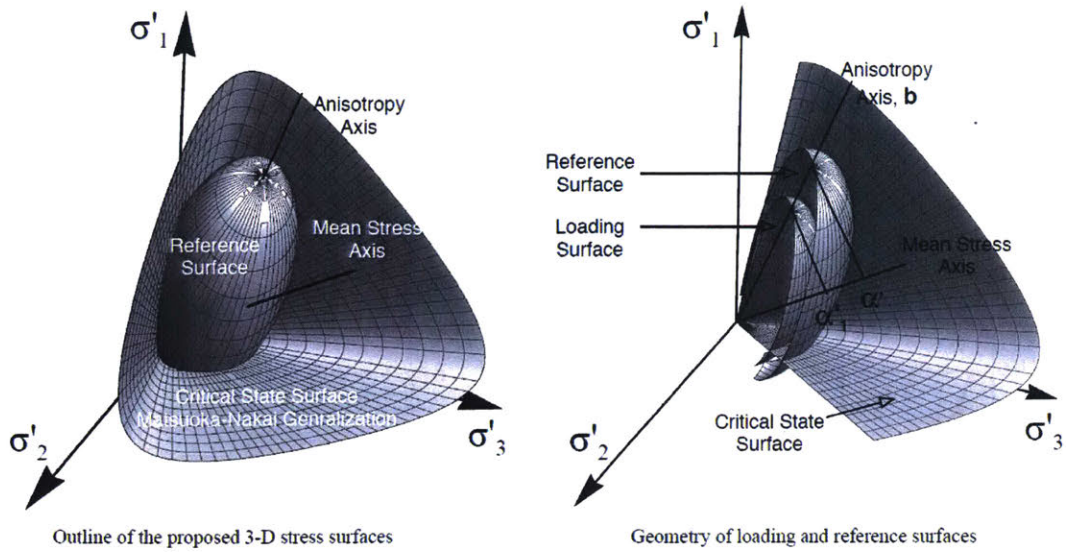 σ'₁
Anisotropy
Axis
Reference
Surface
Mean Stress
Axis
Critical State Surface
Matsuoka-Nakai Genralization
σ'₂
σ'₃
Outline of the proposed 3-D stress surfaces
σ'₁
Anisotropy
Axis, b
Reference
Surface
Loading
Surface
Mean Stress
Axis
α'
α'₁
Critical State
Surface
σ'₂
σ'₃
Geometry of loading and reference surfaces